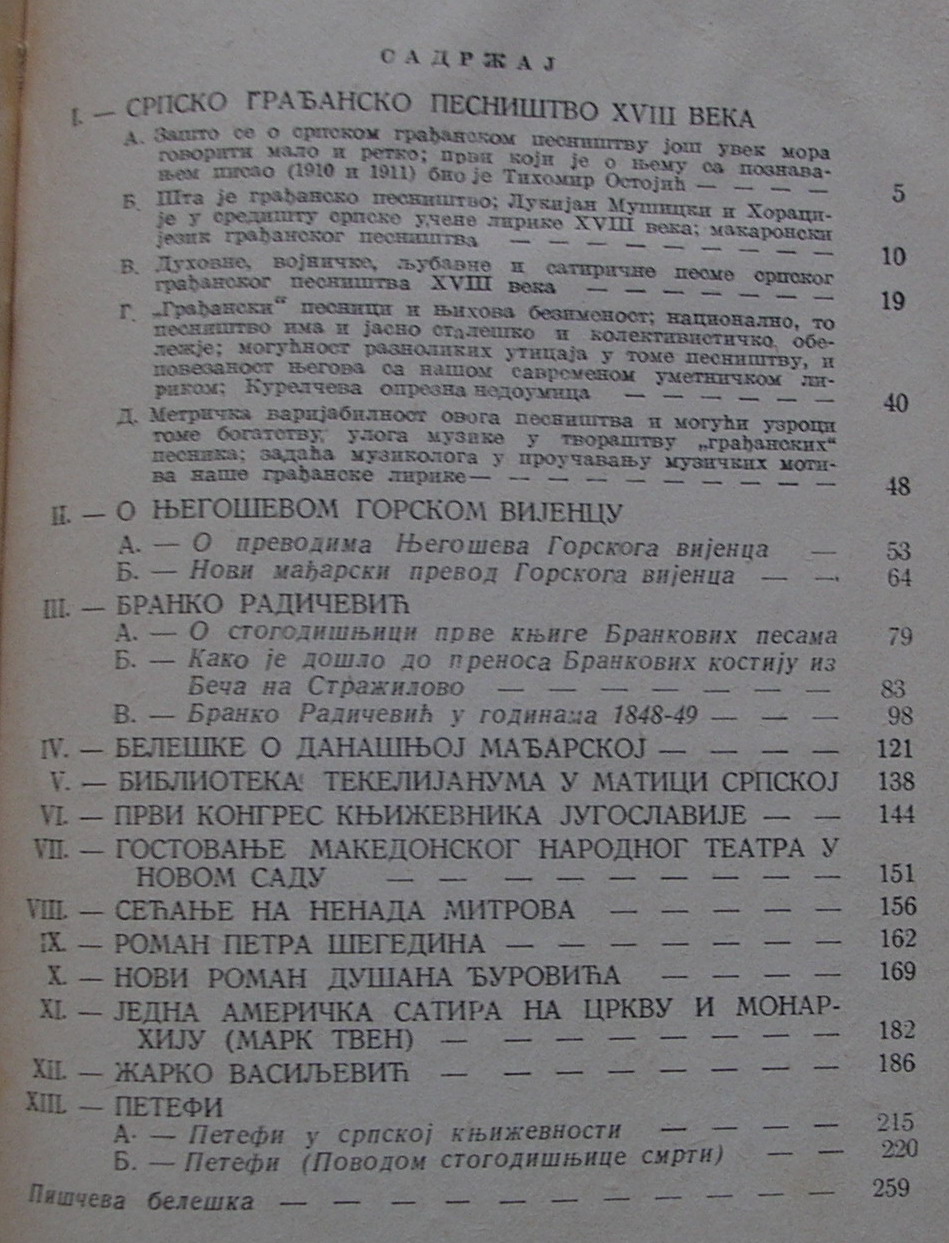 САДРЖАЈ
I. — СРПСКО ГРАЂАНСКО ПЕСНИШТВО XVIII ВЕКА
А. Зашто се о српском грађанском песништву још увек мора
говорити мало и ретко; први који је о њему са познава-
њем писао (1910 и 1911) био је Тихомир Остојић — — — — 5
Б. Шта је грађанско песништво; Лукијан Мушицки и Хораци-
је у средишту српске учене лирике XVIII века; макаронски
језик грађанског песништва — — — — — — — — 10
В. Духовне, војничке, љубавне и сатиричне песме српског
грађанског песништва XVIII века — — — — — — — 19
Г. „Грађански“ песници и њихова безименост; национално, то
песништво има и јасно сталешко и колективистичко обе-
лежје; могућност разноликих утицаја у томе песништву, и
повезаност његова са нашом савременом уметничком ли-
риком; Курелчева опрезна недоумица — — — — — 40
Д. Метричка варијабилност овога песништва и могући узроци
томе богатству, улога музике у твораштву „грађанских“
песника; задаћа музиколога у проучавању музичких моти-
ва наше грађанске лирике — — — — — — — — — 48
II. — О ЊЕГОШЕВОМ ГОРСКОМ ВИЈЕНЦУ
А. — О преводима Његошева Горскога вијенца — 53
Б. — Нови мађарски превод Горскога вијенца — — 64
III. — БРАНКО РАДИЧЕВИЋ
А. — О стогодишњици прве књиге Бранкових песама 79
Б. — Како је дошло до преноса Бранкових костију из
Беча на Стражилово — — — — — — — 83
В. — Бранко Радичевић у годинама 1848-49 — — — 98
IV. — БЕЛЕШКЕ О ДАНАШЊОЈ МАЂАРСКОЈ — — — 121
V. — БИБЛИОТЕКА ТЕКЕЛИЈАНУМА У МАТИЦИ СРПСКОЈ 138
VI. — ПРВИ КОНГРЕС КЊИЖЕВНИКА ЈУГОСЛАВИЈЕ — — 144
VII. — ГОСТОВАЊЕ МАКЕДОНСКОГ НАРОДНОГ ТЕАТРА У
НОВОМ САДУ — — — — — — — — 151
VIII. — СЕЋАЊЕ НА НЕНАДА МИТРОВА — — — — 156
IX. — РОМАН ПЕТРА ШЕГЕДИНА — — — — — — 162
X. — НОВИ РОМАН ДУШАНА ЂУРОВИЋА — — — 169
XI. — ЈЕДНА АМЕРИЧКА САТИРА НА ЦРКВУ И МОНАР-
ХИЈУ (МАРК ТВЕН) — — — — — — — 182
XII. — ЖАРКО ВАСИЉЕВИЋ — — — — — — — 186
XIII. — ПЕТЕФИ
А. — Петефи у српској књижевности — — — — 215
Б. — Петефи (Поводом стогодишњице смрти) — — 220
Пишчева белешка — — — — — — — — — — — 259